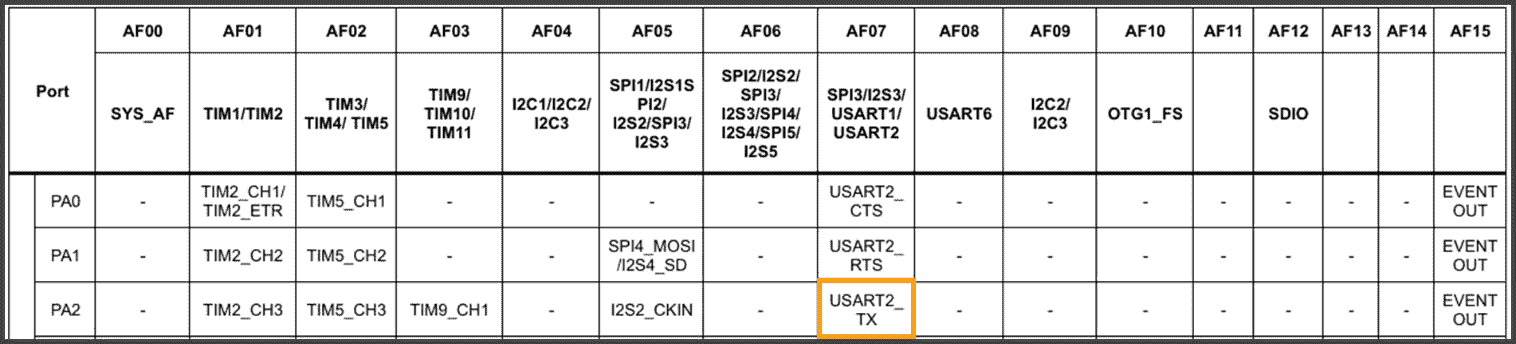 Port AF00 AF01 AF02 AF03 AF04 AF05 AF06 AF07 AF08 AF09 AF10 AF11 AF12 AF13 AF14 AF15
SYS_AF
TIM1/TIM2
TIM3/
TIM4/ TIM5
TIM9/
TIM10/
TIM11
I2C1/I2C2/
I2C3
SPI1/I2S1S
PI2/
I2S2/SPI3/
I2S3
SPI2/I2S2/
SPI3/
I2S3/SPI4/
I2S4/SPI5/
I2S5
SPI3/I2S3/
USART1/
USART2
USART6
I2C2/
I2C3
OTG1_FS
SDIO
PA0
-
TIM2_CH1/
TIM2_ETR
TIM5_CH1
-
-
-
-
USART2_
CTS
-
-
-
-
-
-
-
EVENT
OUT
PA1
-
TIM2_CH2
TIM5_CH2
-
-
SPI4_MOSI
/I2S4_SD
-
USART2_
RTS
-
-
-
-
-
-
-
EVENT
OUT
PA2
-
TIM2_CH3
TIM5_CH3
TIM9_CH1
-
I2S2_CKIN
-
USART2_
TX
-
-
-
-
-
-
-
EVENT
OUT